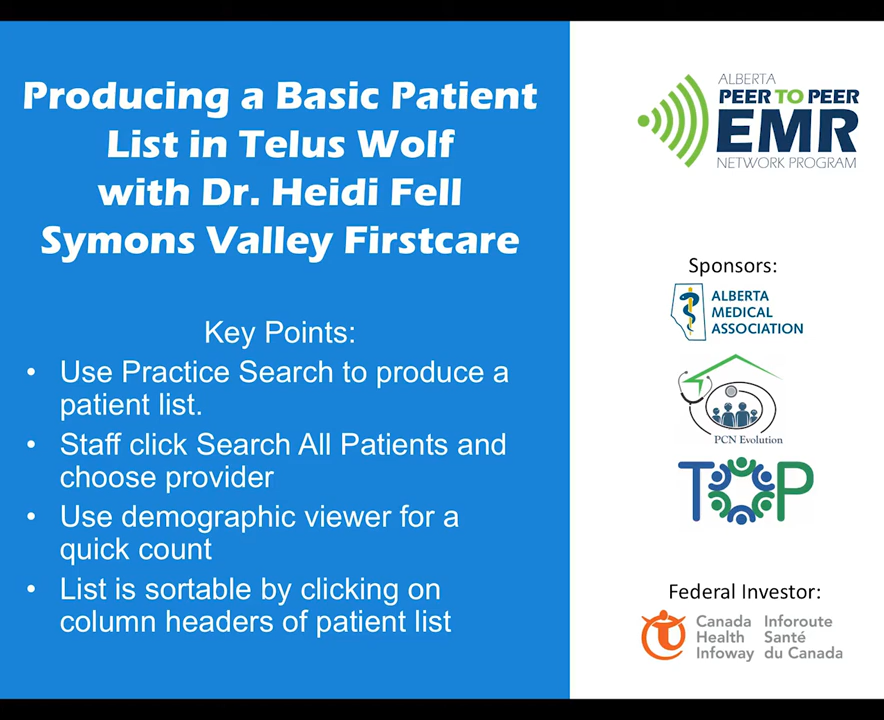 Producing a Basic Patient
List in Telus Wolf
with Dr. Heidi Fell
Symons Valley Firstcare
Key Points:
• Use Practice Search to produce a
patient list.
• Staff click Search All Patients and
choose provider
• Use demographic viewer for a
quick count
• List is sortable by clicking on
column headers of patient list
ALBERTA
PEER TO PEER
EMR
NETWORK PROGRAM
Sponsors:
ALBERTA
MEDICAL
ASSOCIATION
PCN Evolution
TOP
Federal Investor:
Canada Inforoute
Health Santé
Infoway du Canada